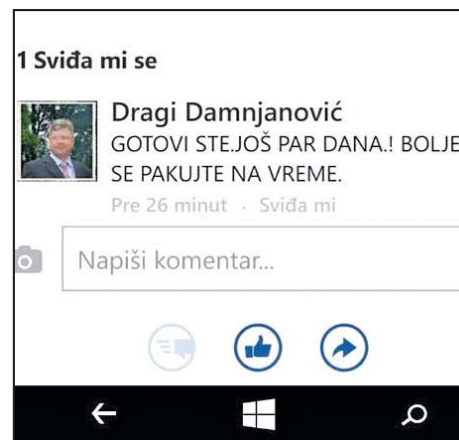 1 Sviđa mi se
Dragi Damnjanović
GOTOVI STE.JOŠ PAR DANA.! BOLJE
SE PAKUJTE NA VREME.
Pre 26 minut · Sviđa mi
Napiši komentar...